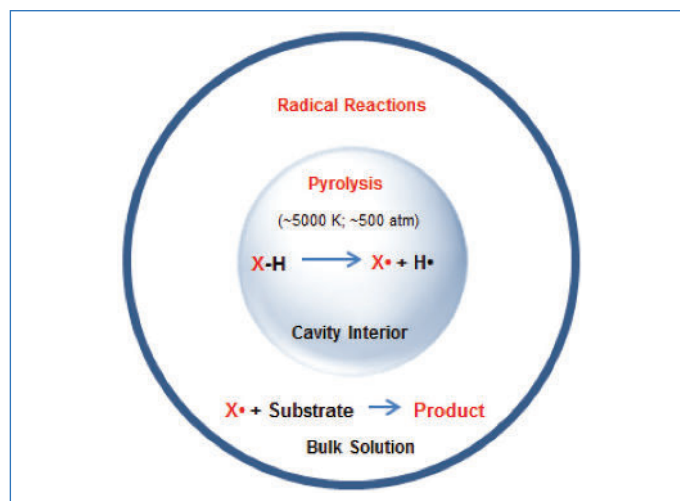 Radical Reactions
Pyrolysis
(~5000 K; ~500 atm)
X-H X• + H•
Cavity Interior
X• + Substrate Product
Bulk Solution